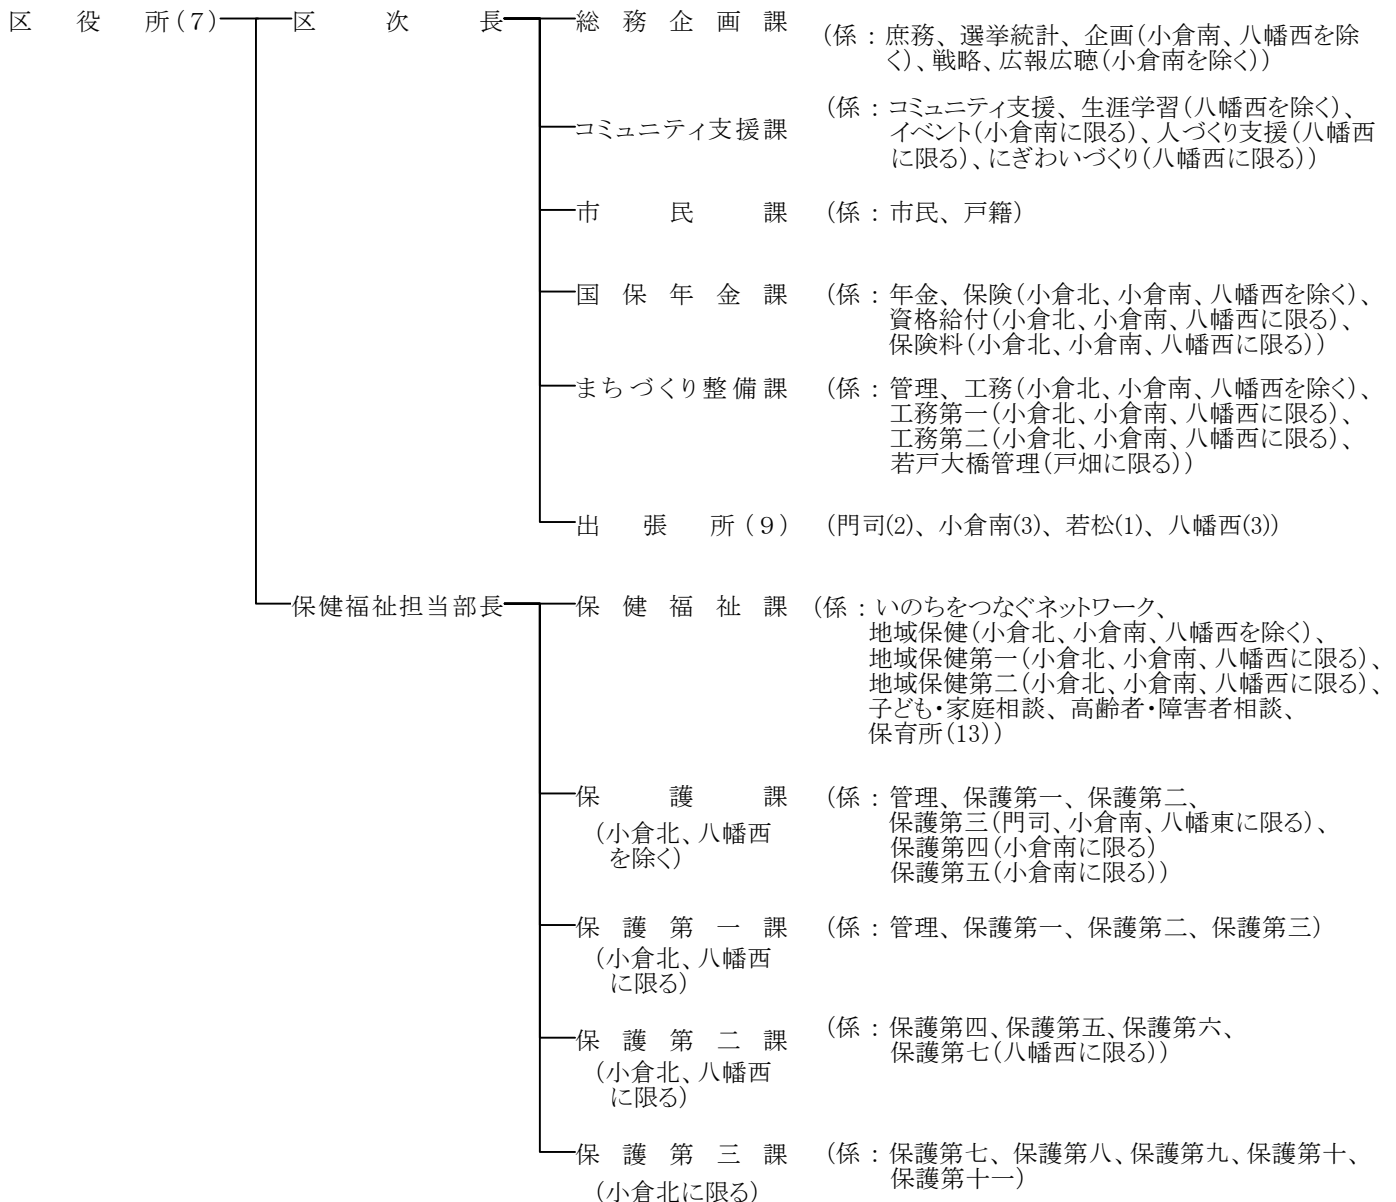 区役所(7) 区次長 総務企画課 (係：庶務、選挙統計、企画(小倉南、八幡西を除
く)、戦略、広報広聴(小倉南を除く))
コミュニティ支援課 (係：コミュニティ支援、生涯学習(八幡西を除く)、
イベント(小倉南に限る)、人づくり支援(八幡西
に限る)、にぎわいづくり(八幡西に限る))
市民課 (係：市民、戸籍)
国保年金課 (係：年金、保険(小倉北、小倉南、八幡西を除く)、
資格給付(小倉北、小倉南、八幡西に限る)、
保険料(小倉北、小倉南、八幡西に限る))
まちづくり整備課 (係：管理、工務(小倉北、小倉南、八幡西を除く)、
工務第一(小倉北、小倉南、八幡西に限る)、
工務第二(小倉北、小倉南、八幡西に限る)、
若戸大橋管理(戸畑に限る))
出張所(9) (門司(2)、小倉南(3)、若松(1)、八幡西(3))
保健福祉担当部長 保健福祉課 (係：いのちをつなぐネットワーク、
地域保健(小倉北、小倉南、八幡西を除く)、
地域保健第一(小倉北、小倉南、八幡西に限る)、
地域保健第二(小倉北、小倉南、八幡西に限る)、
子ども・家庭相談、高齢者・障害者相談、
保育所(13))
保護課 (係：管理、保護第一、保護第二、
(小倉北、八幡西
を除く)
保護第三(門司、小倉南、八幡東に限る)、
保護第四(小倉南に限る)
保護第五(小倉南に限る))
保護第一課 (係：管理、保護第一、保護第二、保護第三)
(小倉北、八幡西
に限る)
保護第二課 (係：保護第四、保護第五、保護第六、
保護第七(八幡西に限る))
(小倉北、八幡西
に限る)
保護第三課 (係：保護第七、保護第八、保護第九、保護第十、
保護第十一)
(小倉北に限る)